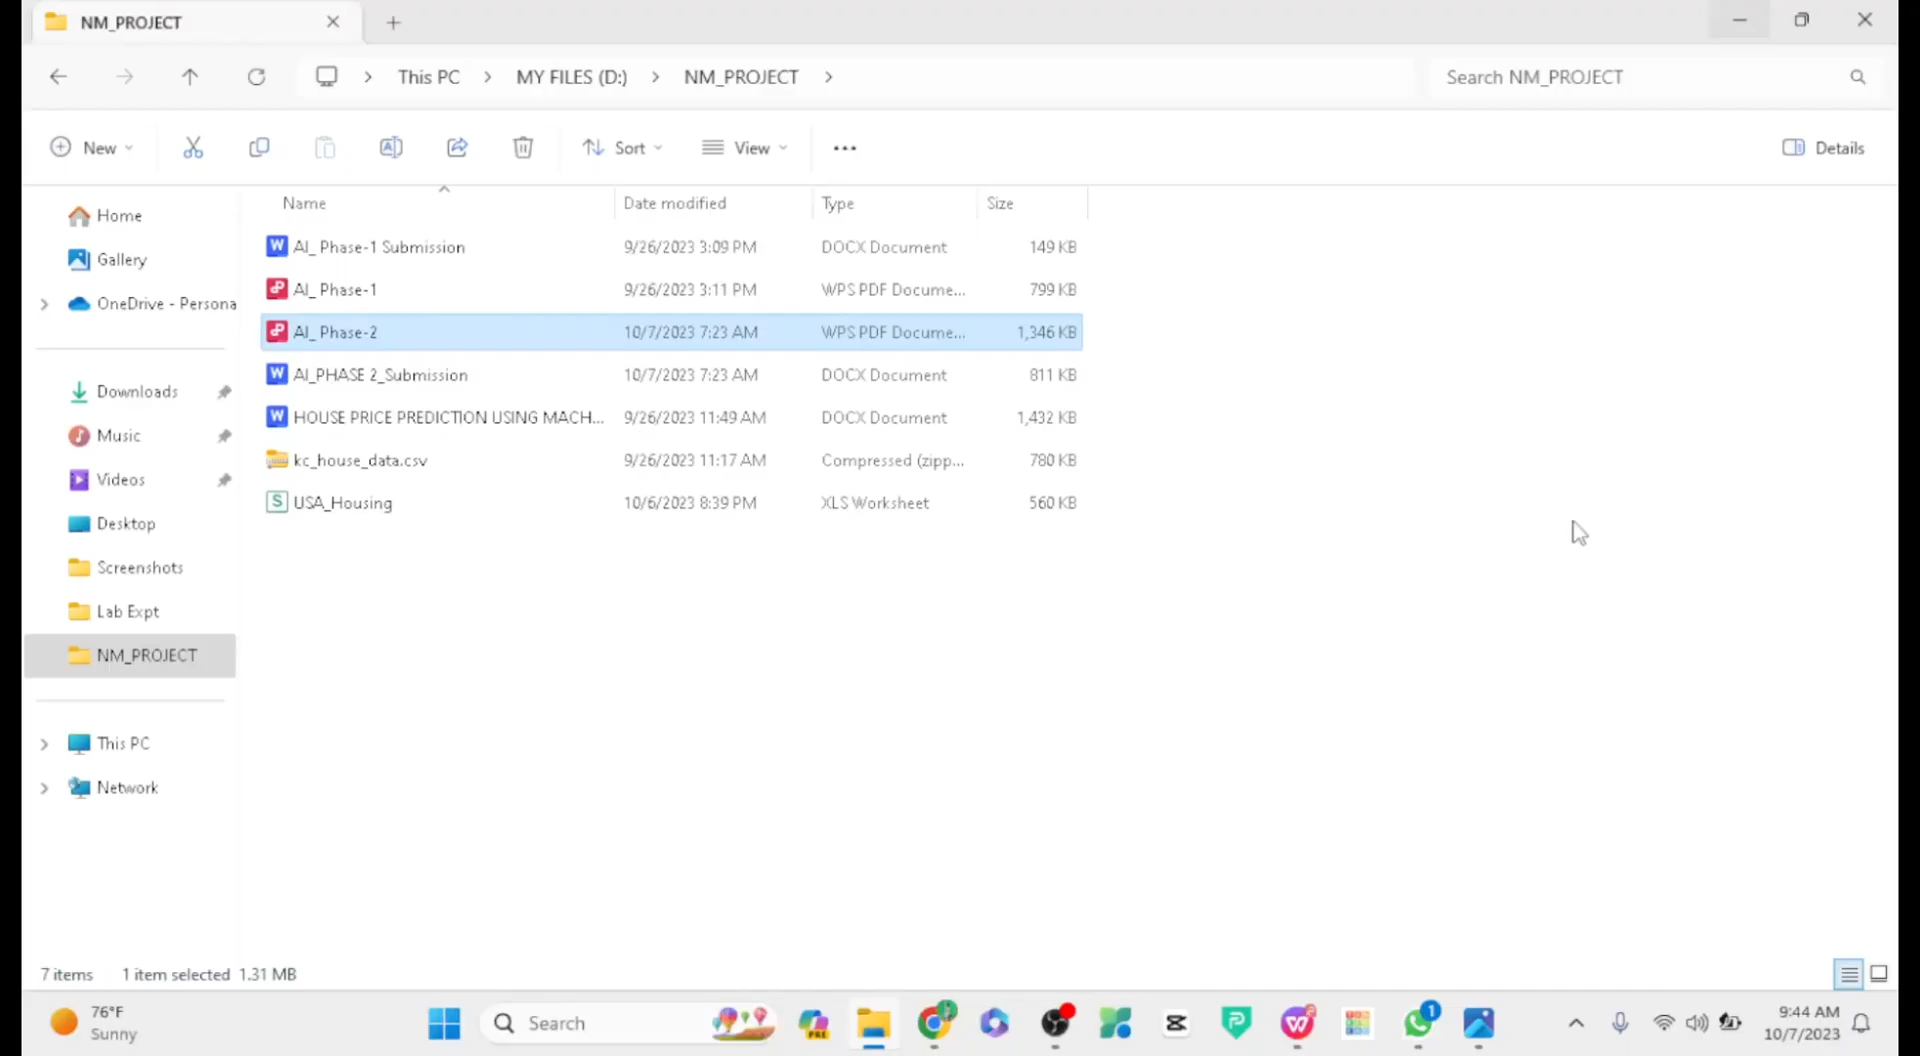 NM_PROJECT
This PC > MY FILES (D:) > NM_PROJECT >
Search NM_PROJECT
New
Sort
View
Details
Name Date modified Type Size
AI_ Phase-1 Submission 9/26/2023 3:09 PM DOCX Document 149 KB
AI_ Phase-1 9/26/2023 3:11 PM WPS PDF Docume... 799 KB
AI_ Phase-2 10/7/2023 7:23 AM WPS PDF Docume... 1,346 KB
AI_PHASE 2_Submission 10/7/2023 7:23 AM DOCX Document 811 KB
HOUSE PRICE PREDICTION USING MACH... 9/26/2023 11:49 AM DOCX Document 1,432 KB
kc_house_data.csv 9/26/2023 11:17 AM Compressed (zipp... 780 KB
USA_Housing 10/6/2023 8:39 PM XLS Worksheet 560 KB
Home
Gallery
OneDrive - Persona
Downloads
Music
Videos
Desktop
Screenshots
Lab Expt
NM_PROJECT
This PC
Network
7 items 1 item selected 1.31 MB
76°F
Sunny
Search
PRE
1
9:44 AM
10/7/2023